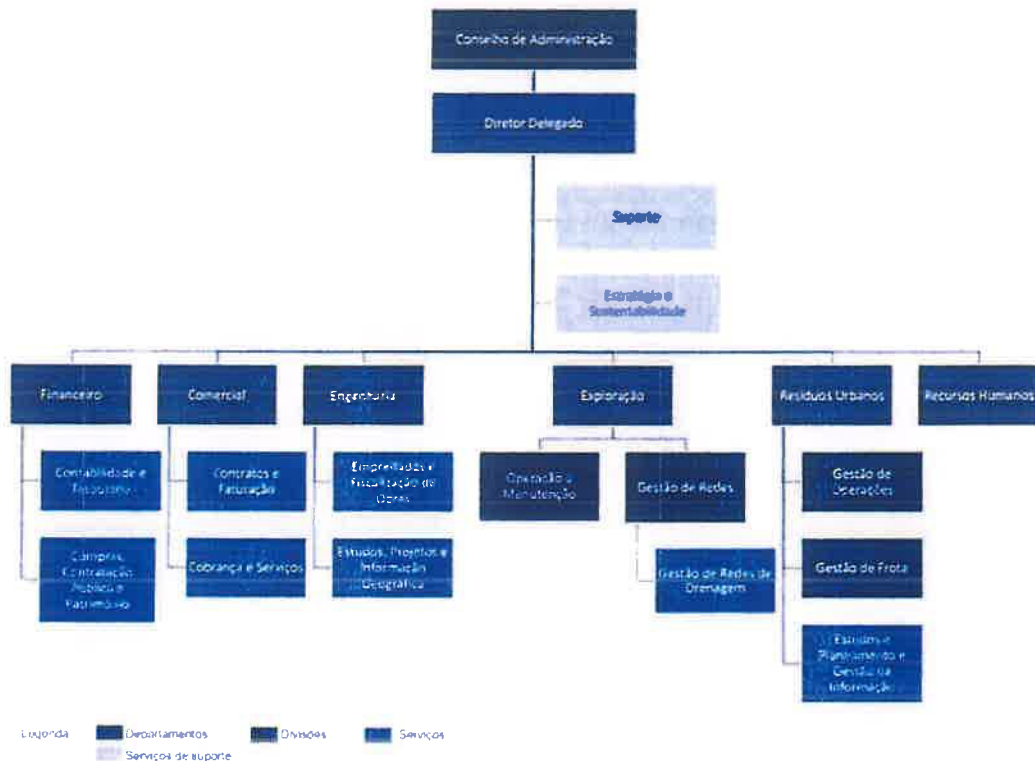 Conselho de Administração
Diretor Delegado
Suporte
Estratégia e
Sustentabilidade
Financeiro
Comercial
Engenharia
Exploração
Resíduos Urbanos
Recursos Humanos
Contabilidade e
Tesouraria
Contratos e
Faturação
Empreitadas e
Fiscalização de
Obras
Operação e
Manutenção
Gestão de Redes
Gestão de
Operações
Compras,
Contratação
Pública e
Património
Cobrança e Serviços
Estudos, Projetos e
Informação
Geográfica
Gestão de Redes de
Drenagem
Gestão de Frota
Estudos e
Planeamento e
Gestão da
Informação
Legenda
Departamentos
Divisões
Serviços
Serviços de suporte